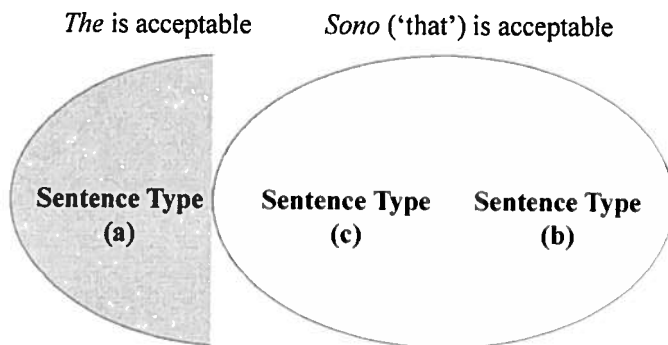 The is acceptable
Sono ('that') is acceptable
Sentence Type
(a)
Sentence Type
(c)
Sentence Type
(b)